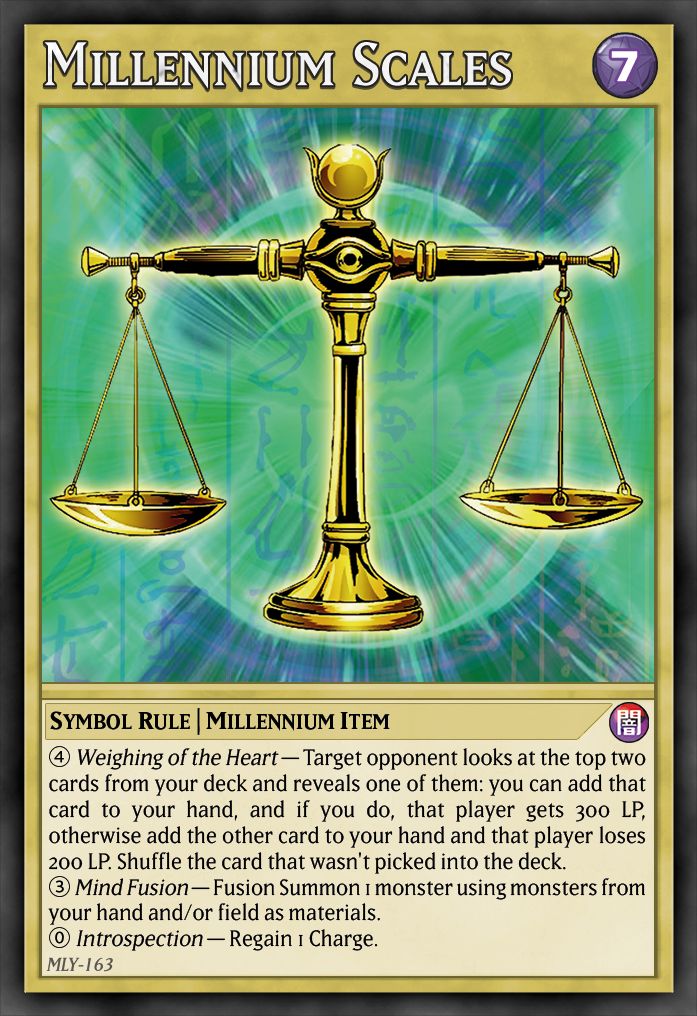 Millennium Scales
7
Symbol Rule | Millennium Item
闇
④ Weighing of the Heart — Target opponent looks at the top two
cards from your deck and reveals one of them: you can add that
card to your hand, and if you do, that player gets 300 LP,
otherwise add the other card to your hand and that player loses
200 LP. Shuffle the card that wasn't picked into the deck.
③ Mind Fusion — Fusion Summon 1 monster using monsters from
your hand and/or field as materials.
⓪ Introspection — Regain 1 Charge.
MLY-163